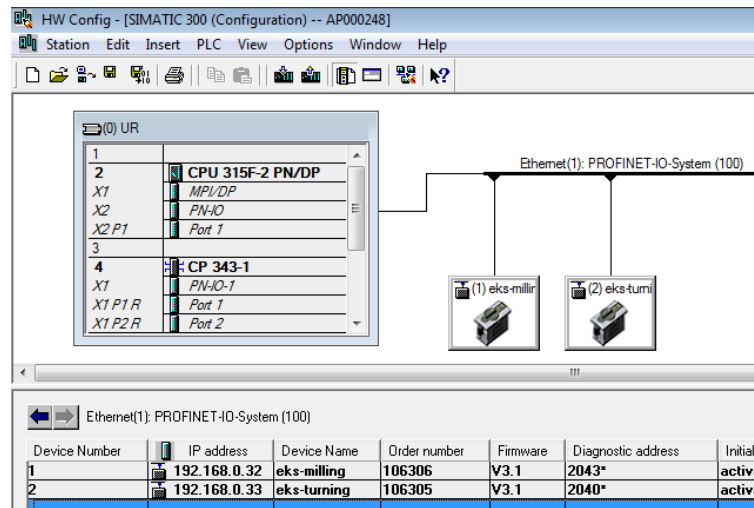 HW Config - [SIMATIC 300 (Configuration) -- AP000248]
Station Edit Insert PLC View Options Window Help
(0) UR
1
2 CPU 315F-2 PN/DP
X1 MPI/DP
X2 PN-IO
X2 P1 Port 1
3
4 CP 343-1
X1 PN-IO-1
X1 P1 R Port 1
X1 P2 R Port 2
Ethernet(1): PROFINET-IO-System (100)
(1) eks-millir
(2) eks-turni
Ethernet(1): PROFINET-IO-System (100)
Device Number IP address Device Name Order number Firmware Diagnostic address Initial
1 192.168.0.32 eks-milling 106306 V3.1 2043* activ
2 192.168.0.33 eks-turning 106305 V3.1 2040* activ